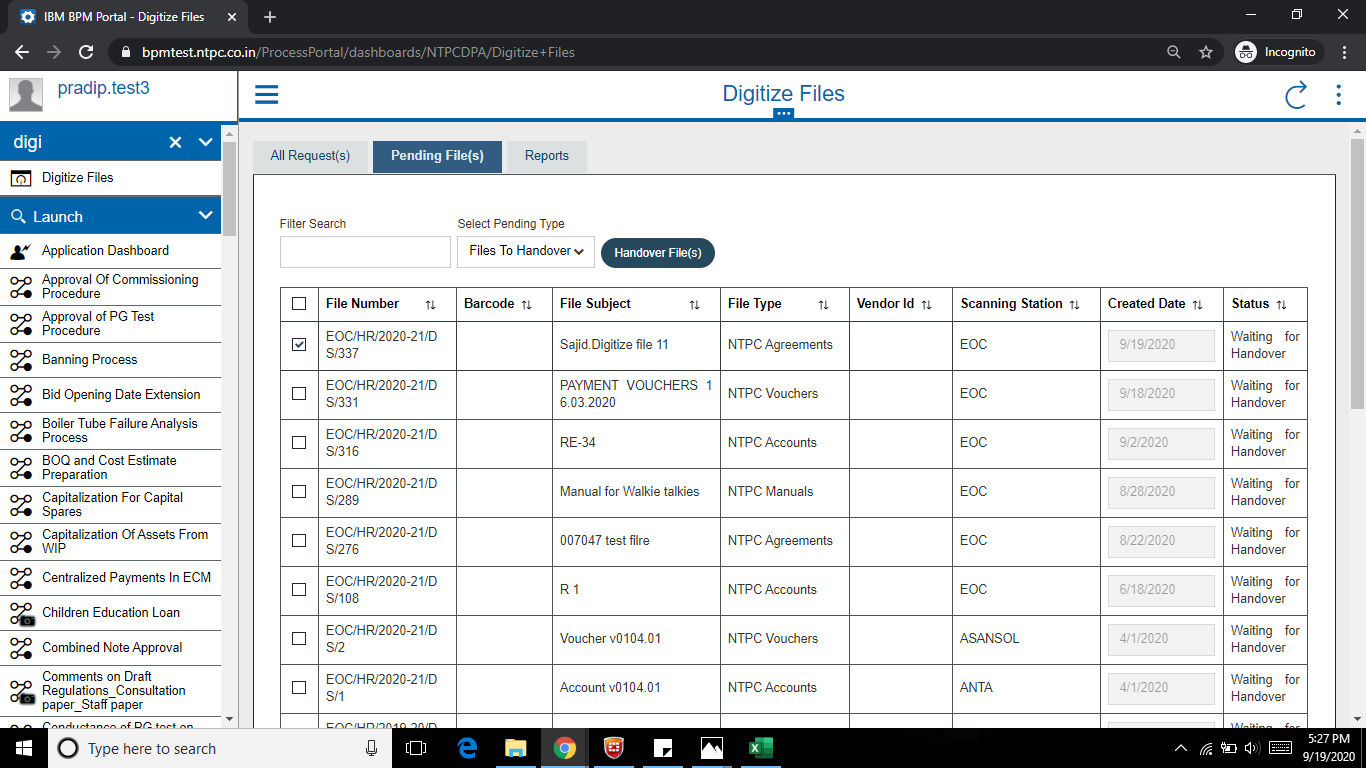 IBM BPM Portal - Digitize Files
bpmtest.ntpc.co.in/ProcessPortal/dashboards/NTPCDPA/Digitize+Files
Incognito
pradip.test3
Digitize Files
digi
Digitize Files
Launch
Application Dashboard
Approval Of Commissioning
Procedure
Approval of PG Test
Procedure
Banning Process
Bid Opening Date Extension
Boiler Tube Failure Analysis
Process
BOQ and Cost Estimate
Preparation
Capitalization For Capital
Spares
Capitalization Of Assets From
WIP
Centralized Payments In ECM
Children Education Loan
Combined Note Approval
Comments on Draft
Regulations_Consultation
paper_Staff paper
Conductance of PG test on
All Request(s) Pending File(s) Reports
Filter Search Select Pending Type
Files To Handover Handover File(s)
File Number Barcode File Subject File Type Vendor Id Scanning Station Created Date Status
EOC/HR/2020-21/D
S/337 Sajid.Digitize file 11 NTPC Agreements EOC 9/19/2020 Waiting for
Handover
EOC/HR/2020-21/D
S/331 PAYMENT VOUCHERS 1
6.03.2020 NTPC Vouchers EOC 9/18/2020 Waiting for
Handover
EOC/HR/2020-21/D
S/316 RE-34 NTPC Accounts EOC 9/2/2020 Waiting for
Handover
EOC/HR/2020-21/D
S/289 Manual for Walkie talkies NTPC Manuals EOC 8/28/2020 Waiting for
Handover
EOC/HR/2020-21/D
S/276 007047 test filre NTPC Agreements EOC 8/22/2020 Waiting for
Handover
EOC/HR/2020-21/D
S/108 R 1 NTPC Accounts EOC 6/18/2020 Waiting for
Handover
EOC/HR/2020-21/D
S/2 Voucher v0104.01 NTPC Vouchers ASANSOL 4/1/2020 Waiting for
Handover
EOC/HR/2020-21/D
S/1 Account v0104.01 NTPC Accounts ANTA 4/1/2020 Waiting for
Handover
EOC/HR/2019-20/D Waiting for
Type here to search
5:27 PM
9/19/2020